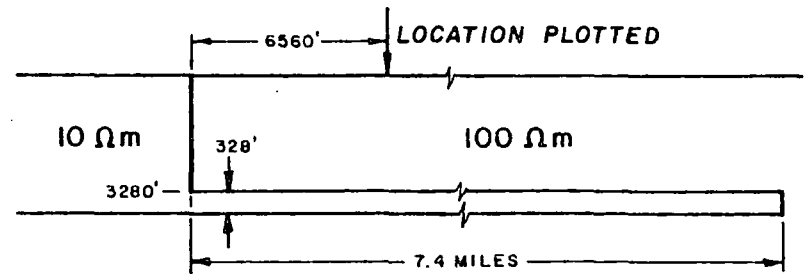 6560'
LOCATION PLOTTED
10 Ωm
328'
100 Ωm
3280'
7.4 MILES